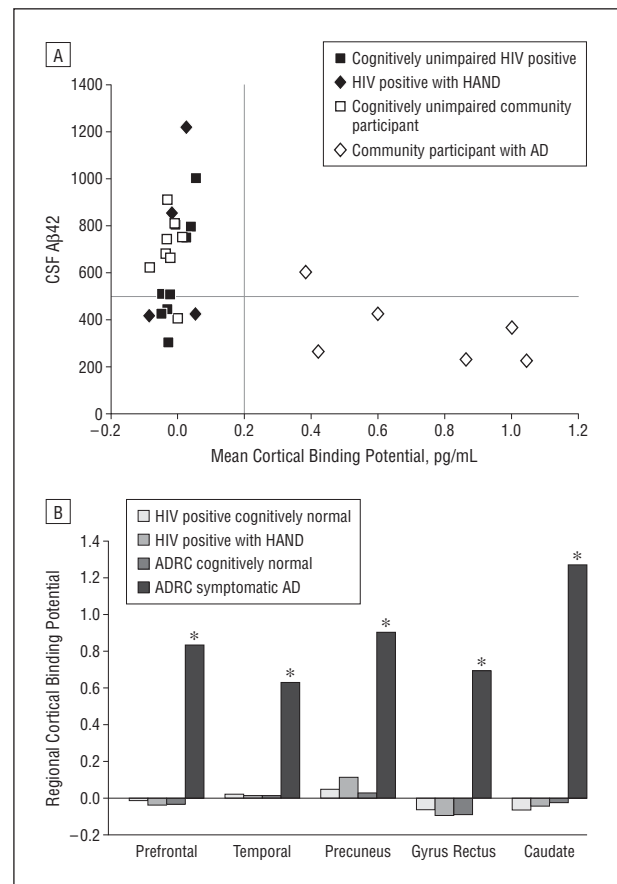 A
Cognitively unimpaired HIV positive
HIV positive with HAND
Cognitively unimpaired community
participant
Community participant with AD
CSF Aβ42
1400
1200
1000
800
600
400
200
0
–0.2 0.0 0.2 0.4 0.6 0.8 1.0 1.2
Mean Cortical Binding Potential, pg/mL
B
HIV positive cognitively normal
HIV positive with HAND
ADRC cognitively normal
ADRC symptomatic AD
Regional Cortical Binding Potential
1.4
1.2
1.0
0.8
0.6
0.4
0.2
0.0
–0.2
* * * * *
Prefrontal Temporal Precuneus Gyrus Rectus Caudate